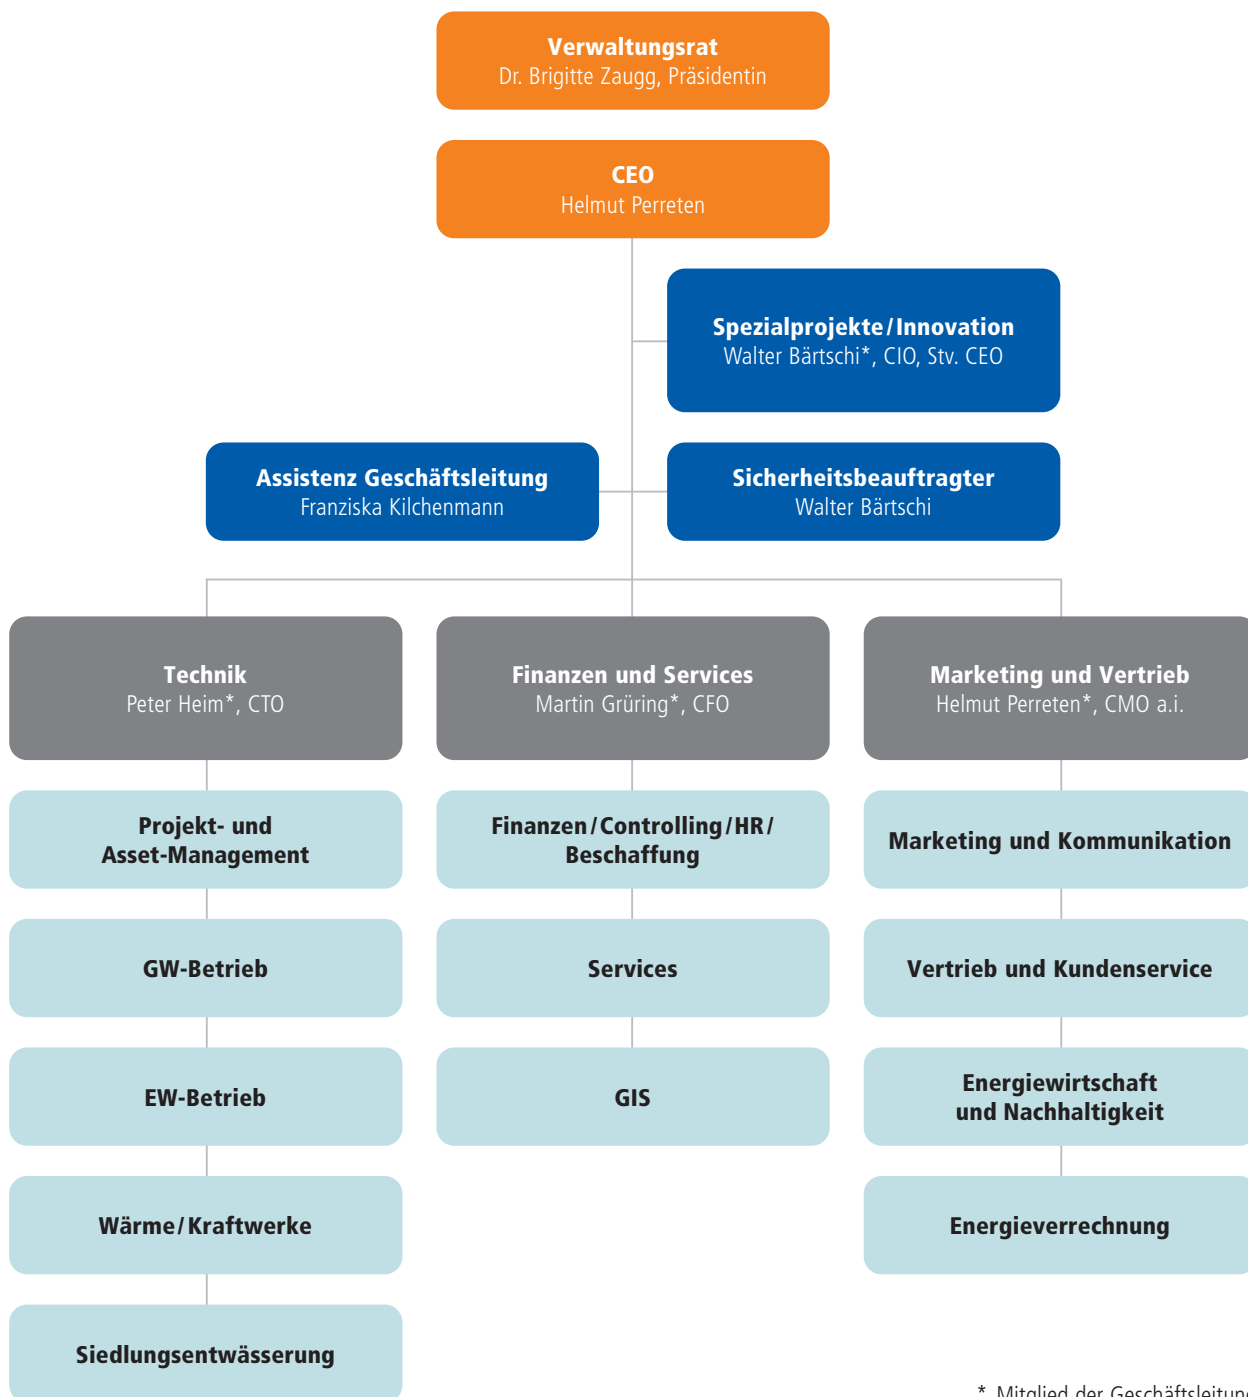 Verwaltungsrat
Dr. Brigitte Zaugg, Präsidentin
CEO
Helmut Perreten
Spezialprojekte/Innovation
Walter Bärtschi*, CIO, Stv. CEO
Assistenz Geschäftsleitung
Franziska Kilchenmann
Sicherheitsbeauftragter
Walter Bärtschi
Technik
Peter Heim*, CTO
Finanzen und Services
Martin Grüring*, CFO
Marketing und Vertrieb
Helmut Perreten*, CMO a.i.
Projekt- und
Asset-Management
Finanzen/Controlling/HR/
Beschaffung
Marketing und Kommunikation
GW-Betrieb
Services
Vertrieb und Kundenservice
EW-Betrieb
GIS
Energiewirtschaft
und Nachhaltigkeit
Wärme/Kraftwerke
Energieverrechnung
Siedlungsentwässerung
* Mitglied der Geschäftsleitung